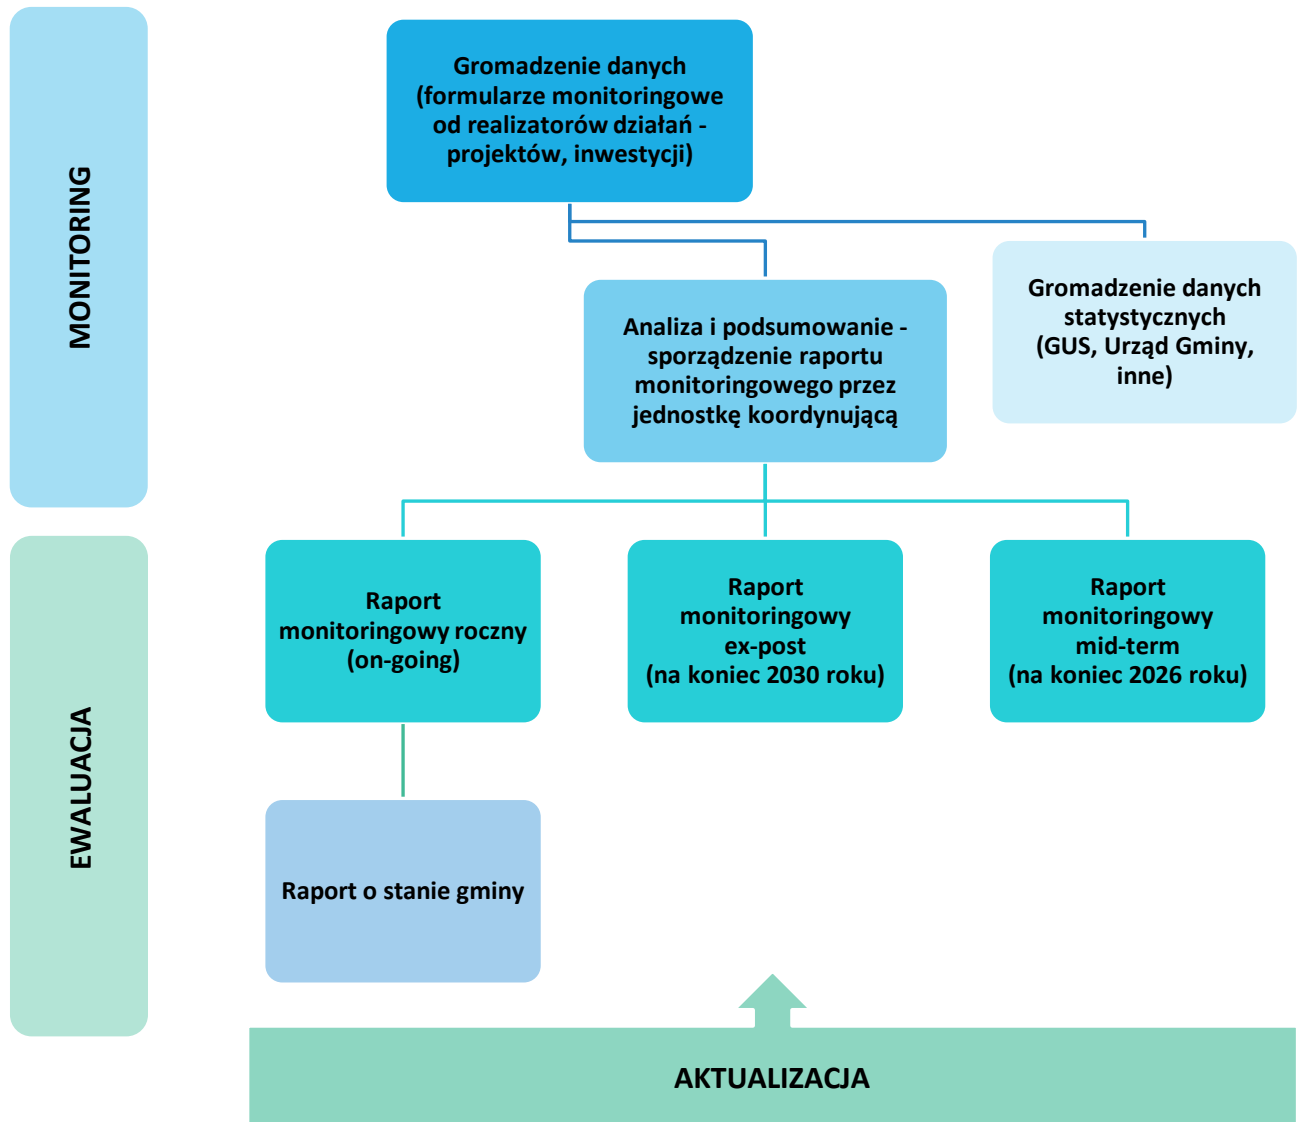 MONITORING
Gromadzenie danych
(formularze monitoringowe
od realizatorów działań -
projektów, inwestycji)
Gromadzenie danych
statystycznych
(GUS, Urząd Gminy,
inne)
Analiza i podsumowanie -
sporządzenie raportu
monitoringowego przez
jednostkę koordynującą
EWALUACJA
Raport
monitoringowy roczny
(on-going)
Raport
monitoringowy
ex-post
(na koniec 2030 roku)
Raport
monitoringowy
mid-term
(na koniec 2026 roku)
Raport o stanie gminy
AKTUALIZACJA